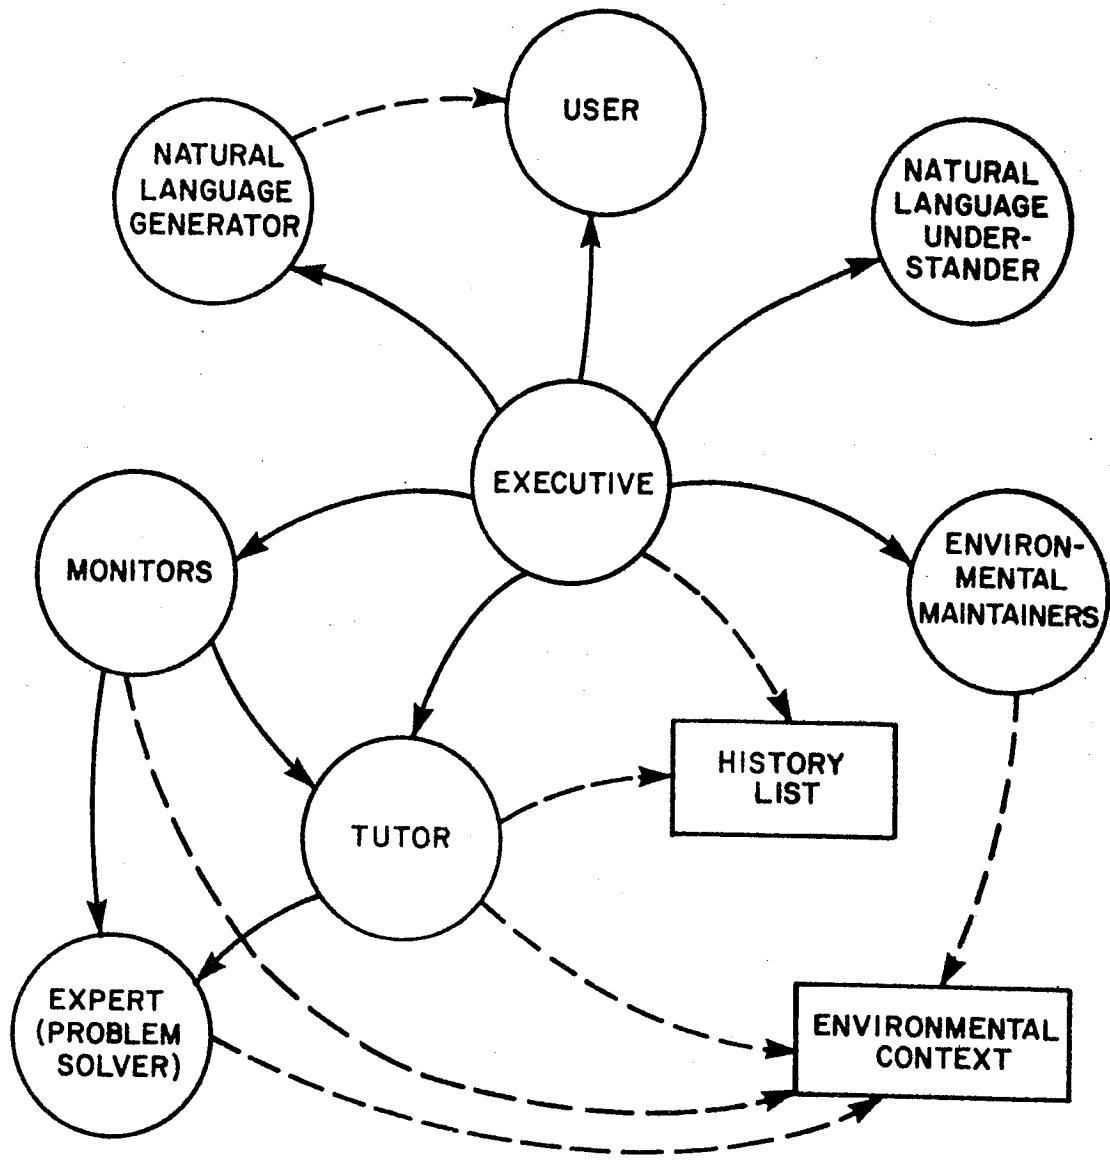 USER
NATURAL
LANGUAGE
GENERATOR
NATURAL
LANGUAGE
UNDER-
STANDER
EXECUTIVE
MONITORS
ENVIRON-
MENTAL
MAINTAINERS
HISTORY
LIST
TUTOR
EXPERT
(PROBLEM
SOLVER)
ENVIRONMENTAL
CONTEXT